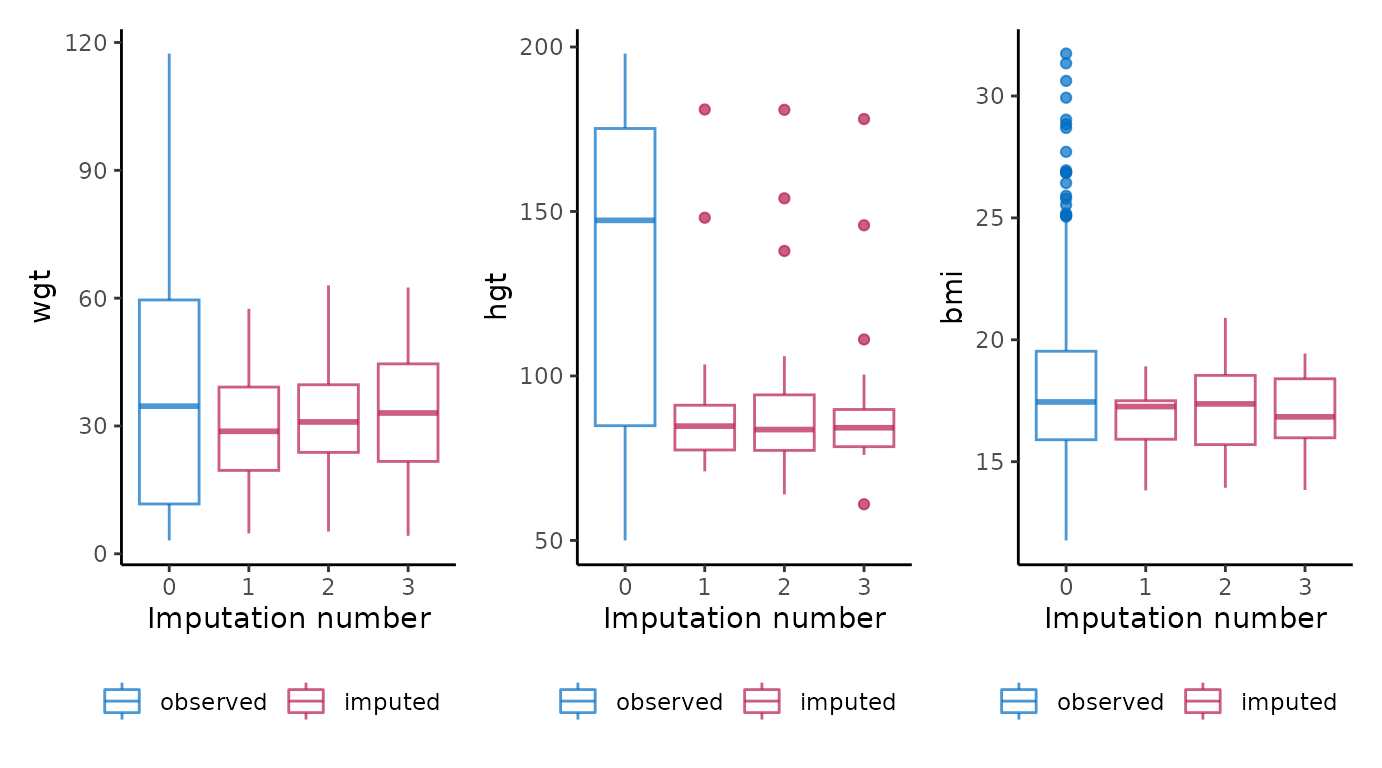 wgt
120
90
60
30
0
0 1 2 3
Imputation number
observed imputed
hgt
200
150
100
50
0 1 2 3
Imputation number
observed imputed
bmi
30
25
20
15
0 1 2 3
Imputation number
observed imputed